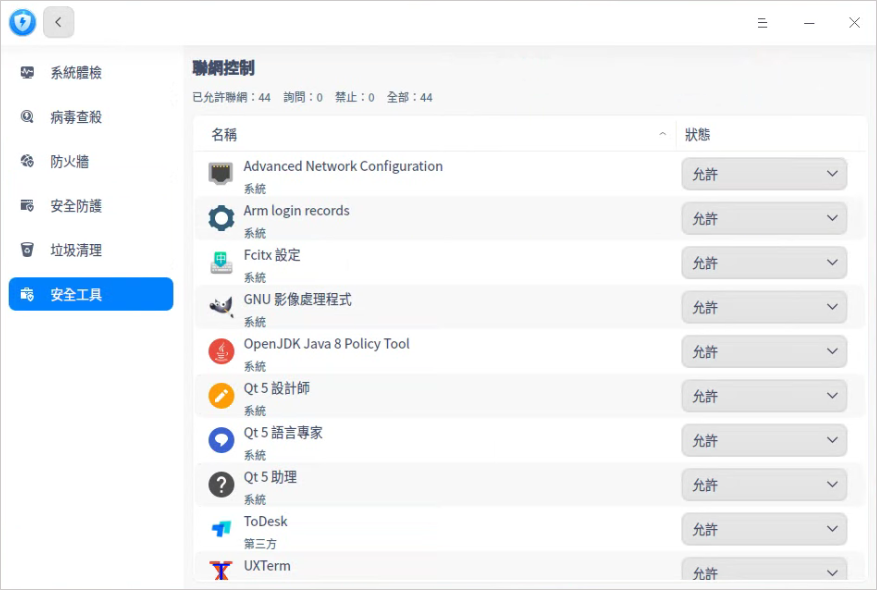 系統體檢
病毒查殺
防火牆
安全防護
垃圾清理
安全工具
聯網控制
已允許聯網：44 詢問：0 禁止：0 全部：44
名稱 狀態
Advanced Network Configuration
系統
允許
Arm login records
系統
允許
Fcitx 設定
系統
允許
GNU 影像處理程式
系統
允許
OpenJDK Java 8 Policy Tool
系統
允許
Qt 5 設計師
系統
允許
Qt 5 語言專家
系統
允許
Qt 5 助理
系統
允許
ToDesk
第三方
允許
UXTerm
允許